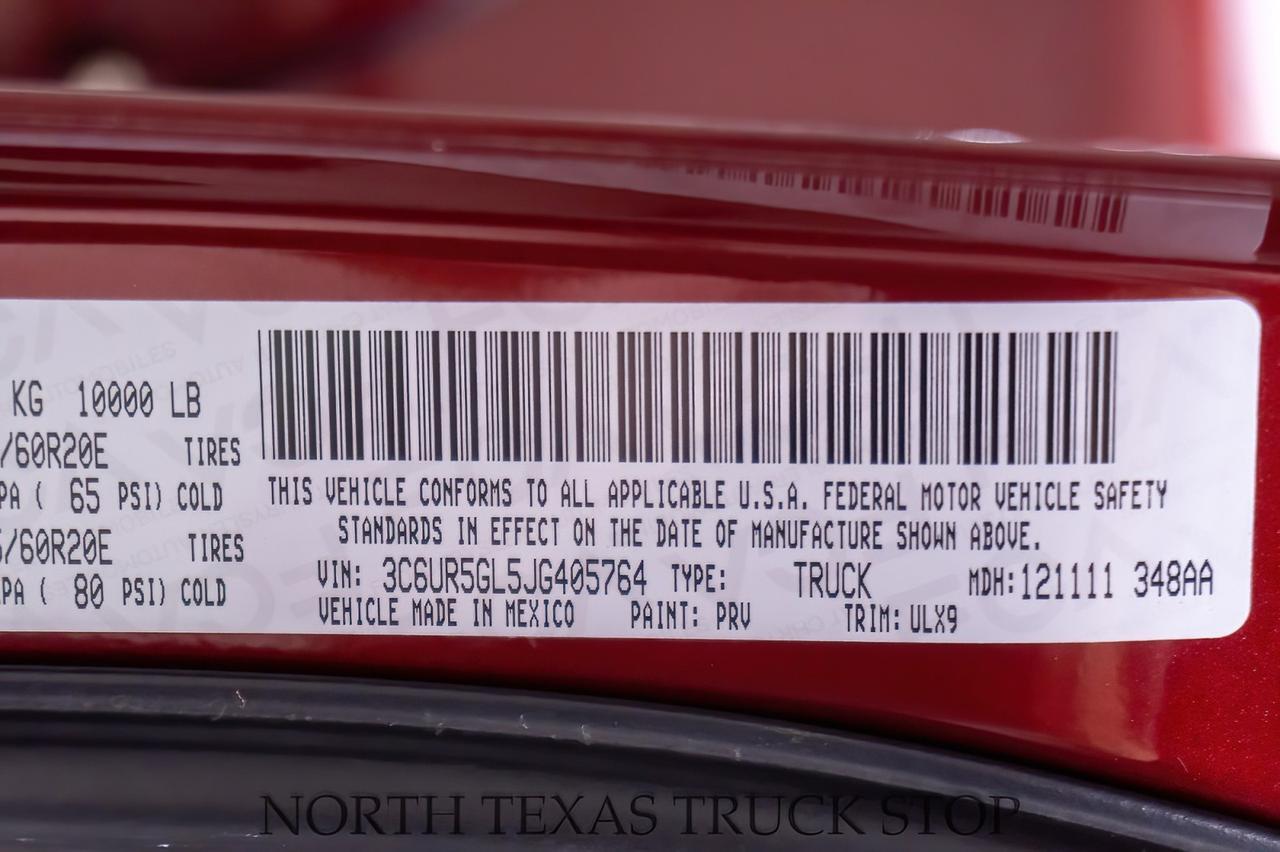 KG 10000 LB
/60R20E TIRES
PA ( 65 PSI) COLD
5/60R20E TIRES
PA ( 80 PSI) COLD
THIS VEHICLE CONFORMS TO ALL APPLICABLE U.S.A. FEDERAL MOTOR VEHICLE SAFETY
STANDARDS IN EFFECT ON THE DATE OF MANUFACTURE SHOWN ABOVE.
VIN: 3C6UR5GL5JG405764 TYPE: TRUCK MDH:121111 348AA
VEHICLE MADE IN MEXICO PAINT: PRV TRIM: ULX9
NORTH TEXAS TRUCK STOP